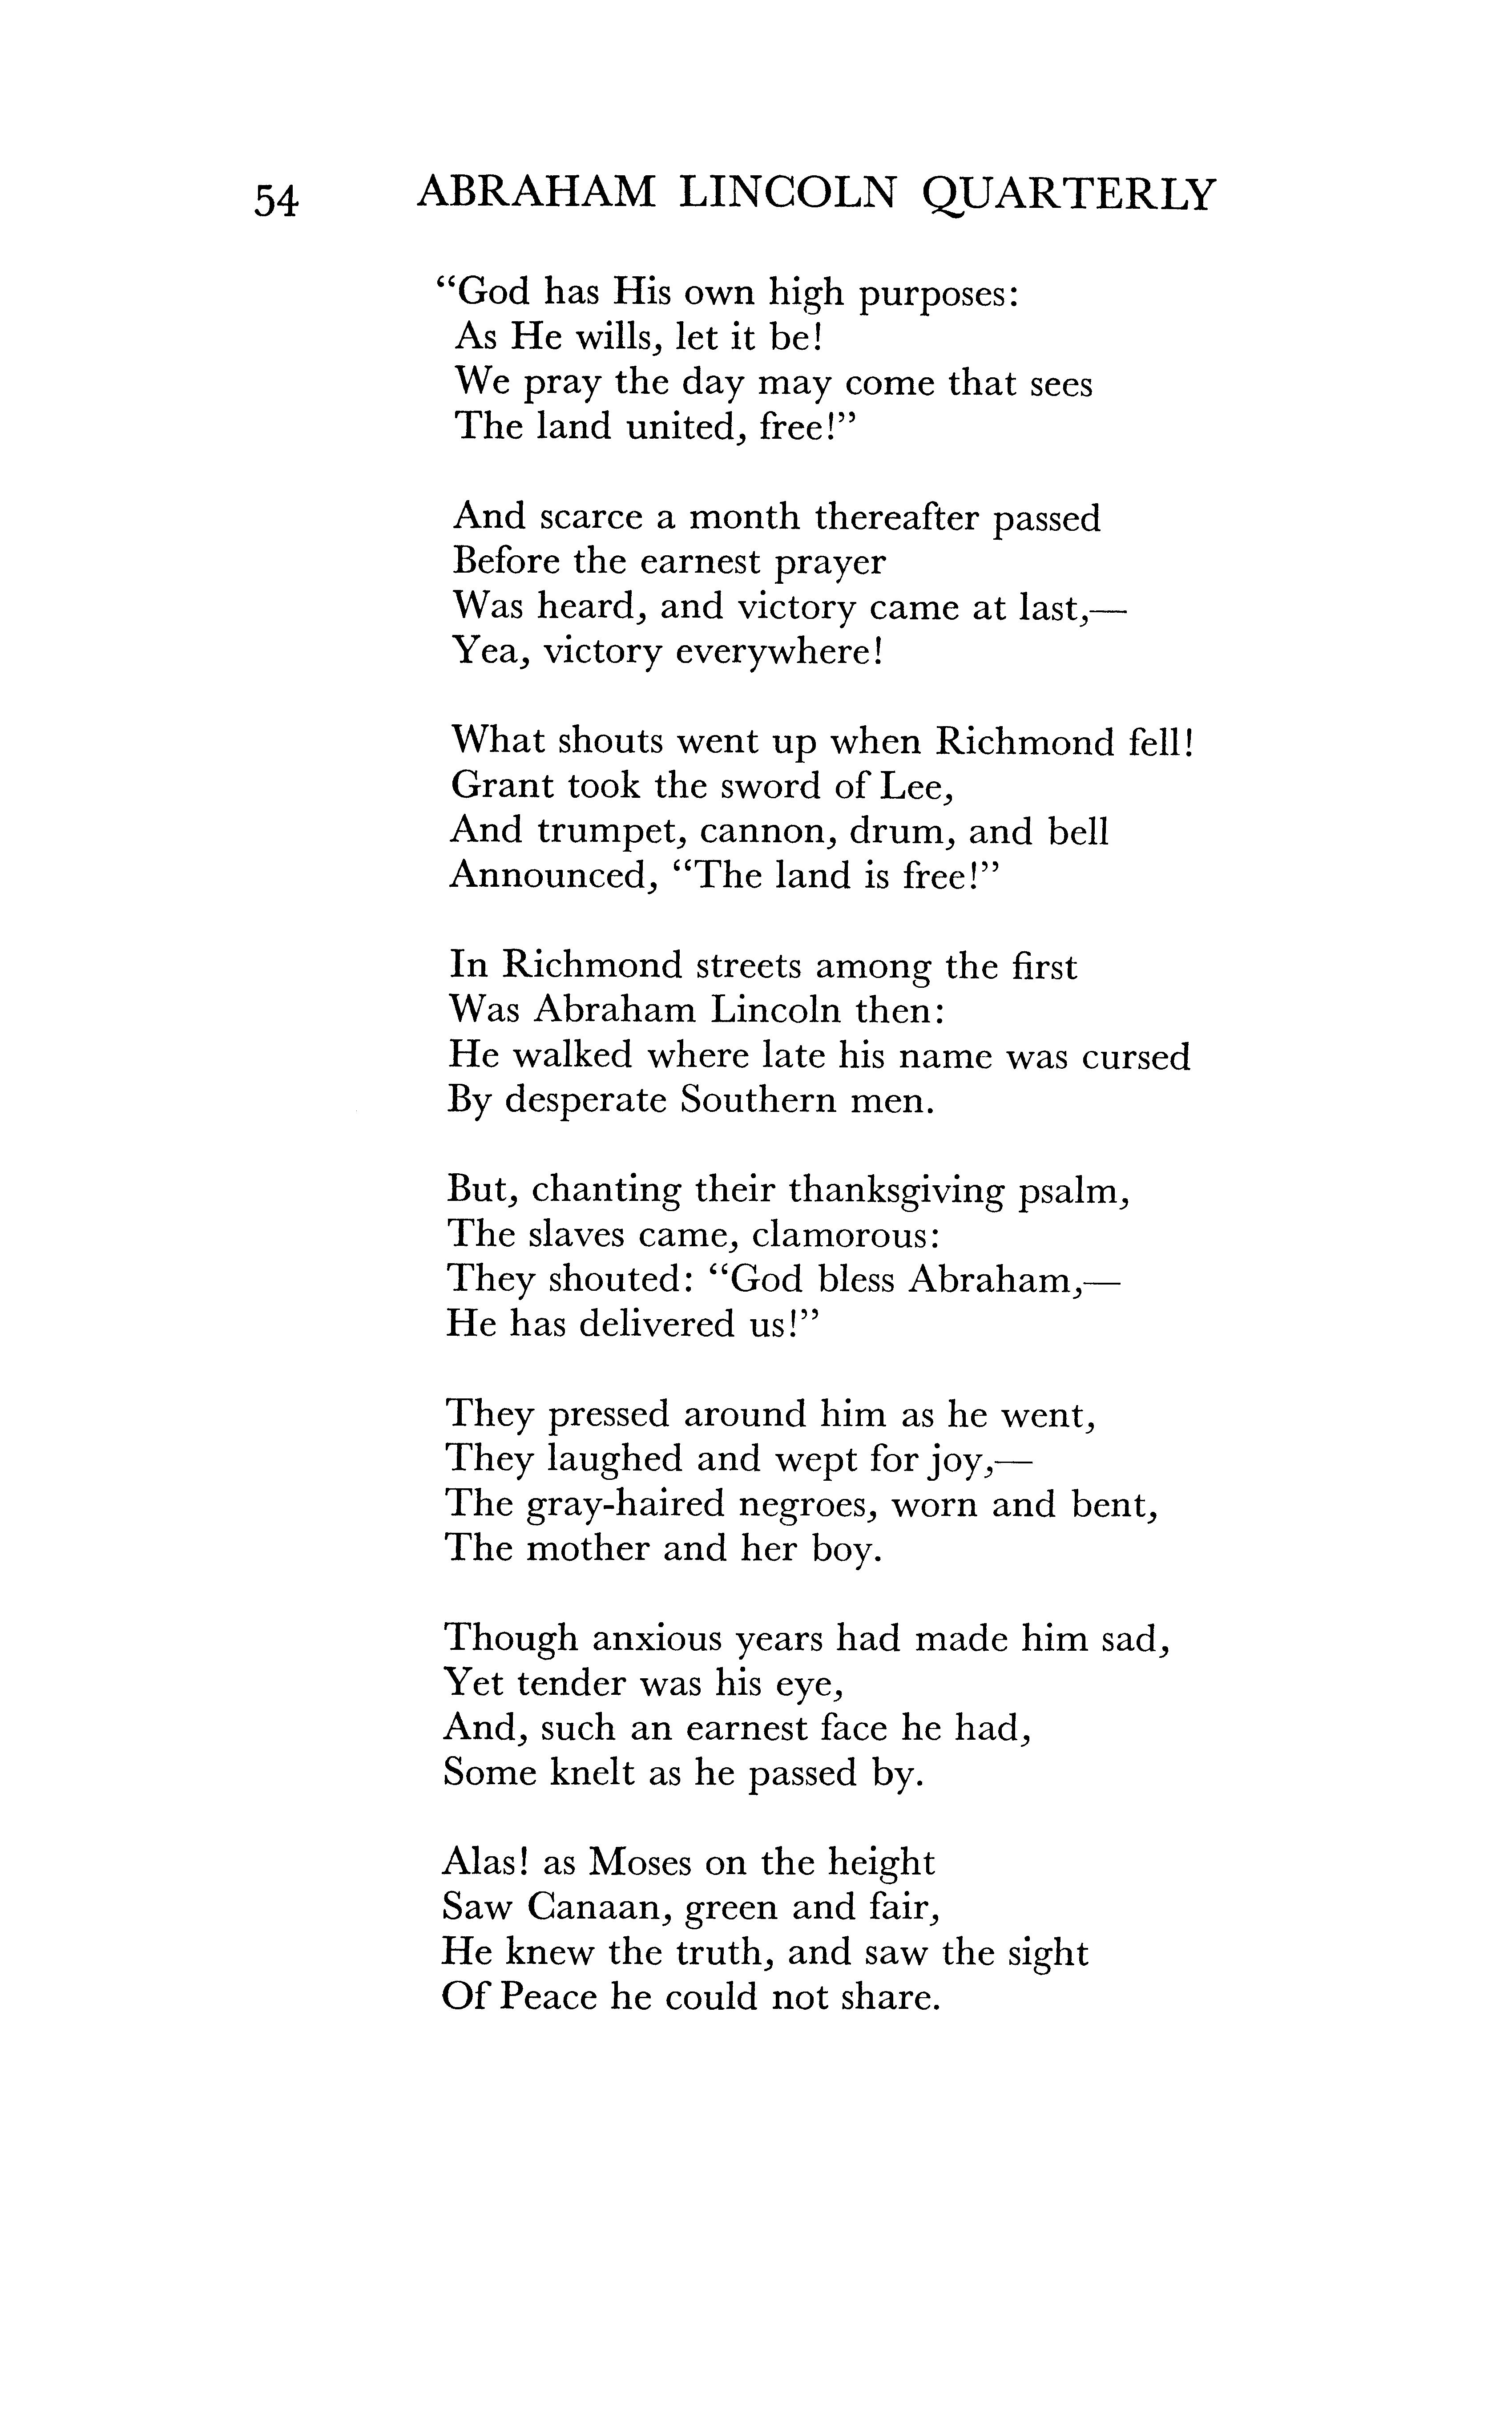 54 ABRAHAM LINCOLN QUARTERLY
“God has His own high purposes:
As He wills, let it be!
We pray the day may come that sees
The land united, free!”
And scarce a month thereafter passed
Before the earnest prayer
Was heard, and victory came at last,—
Yea, victory everywhere!
What shouts went up when Richmond fell!
Grant took the sword of Lee,
And trumpet, cannon, drum, and bell
Announced, “The land is free!”
In Richmond streets among the first
Was Abraham Lincoln then:
He walked where late his name was cursed
By desperate Southern men.
But, chanting their thanksgiving psalm,
The slaves came, clamorous:
They shouted: “God bless Abraham,—
He has delivered us!”
They pressed around him as he went,
They laughed and wept for joy,—
The gray-haired negroes, worn and bent,
The mother and her boy.
Though anxious years had made him sad,
Yet tender was his eye,
And, such an earnest face he had,
Some knelt as he passed by.
Alas! as Moses on the height
Saw Canaan, green and fair,
He knew the truth, and saw the sight
Of Peace he could not share.